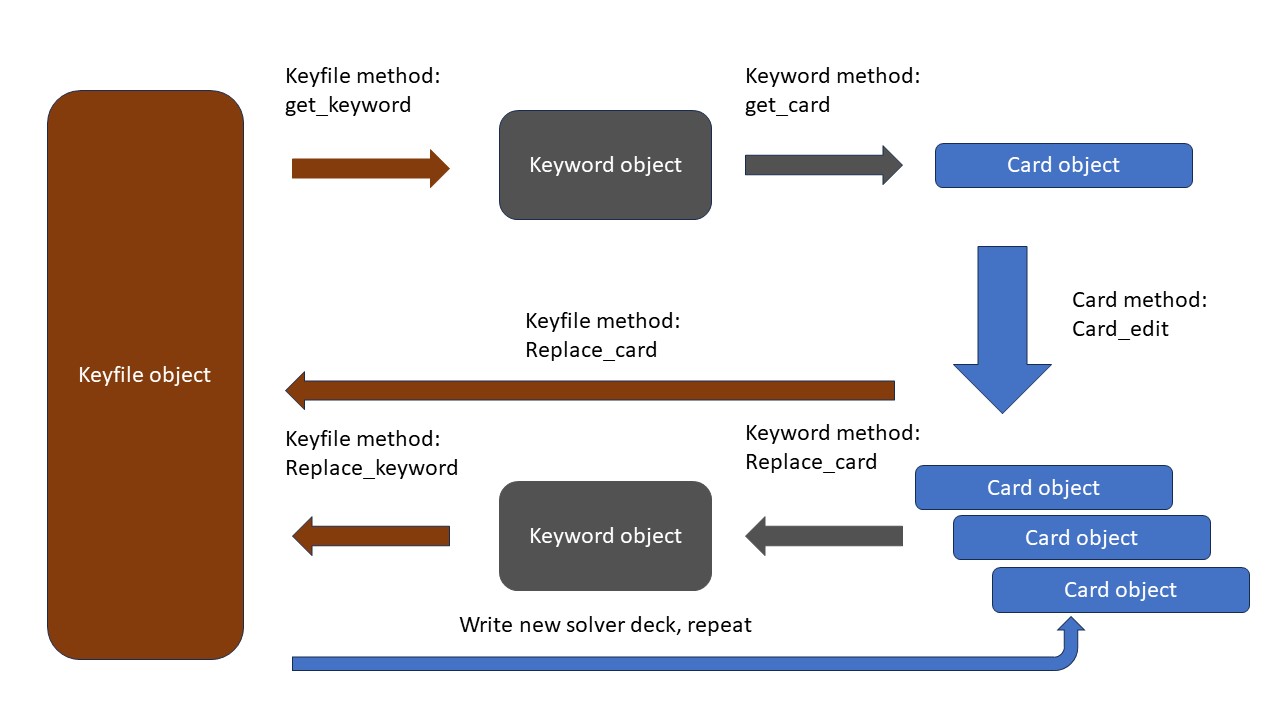 Keyfile method:
get_keyword
Keyword method:
get_card
Keyword object
Card object
Card method:
Card_edit
Keyfile method:
Replace_card
Keyfile object
Keyfile method:
Replace_keyword
Keyword method:
Replace_card
Card object
Keyword object
Card object
Card object
Write new solver deck, repeat